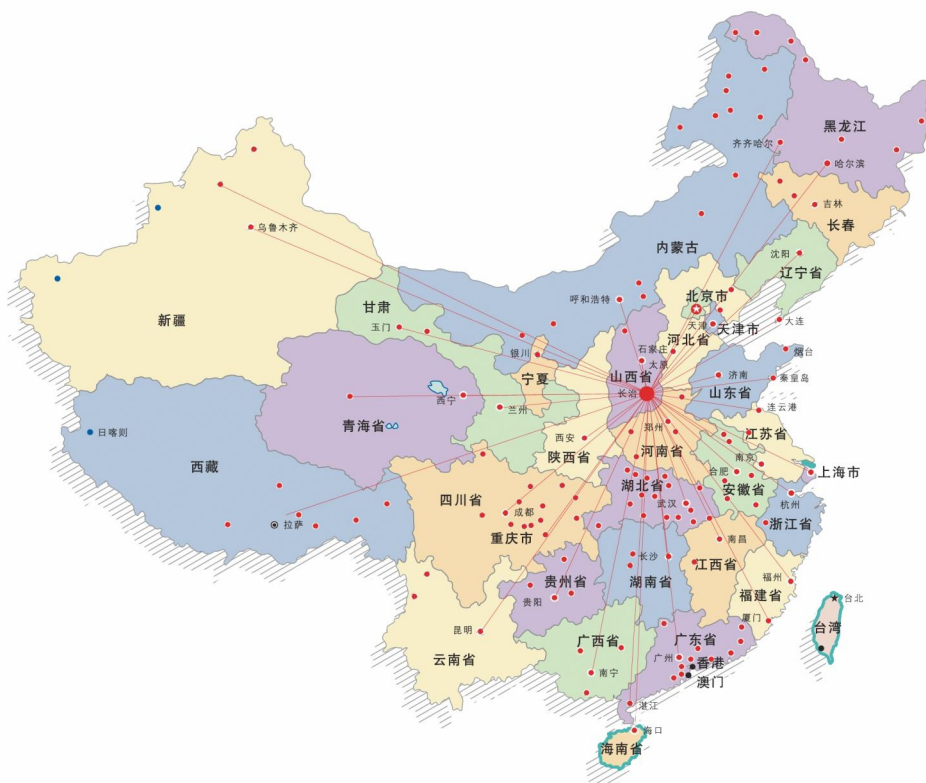 黑龙江
齐齐哈尔
哈尔滨
吉林
长春
内蒙古
沈阳
辽宁省
乌鲁木齐
新疆
呼和浩特
北京市
甘肃
玉门
天津
天津市
大连
河北省
银川
石家庄
太原
烟台
宁夏
山西省
济南
秦皇岛
山东省
长治
西宁
兰州
连云港
青海省
日喀则
郑州
江苏省
西安
河南省
陕西省
南京
西藏
合肥
上海市
湖北省
安徽省
四川省
武汉
杭州
成都
拉萨
浙江省
重庆市
南昌
长沙
江西省
贵州省
湖南省
福州
福建省
贵阳
台北
厦门
台湾
昆明
广西省
广东省
云南省
广州
香港
南宁
澳门
湛江
海口
海南省